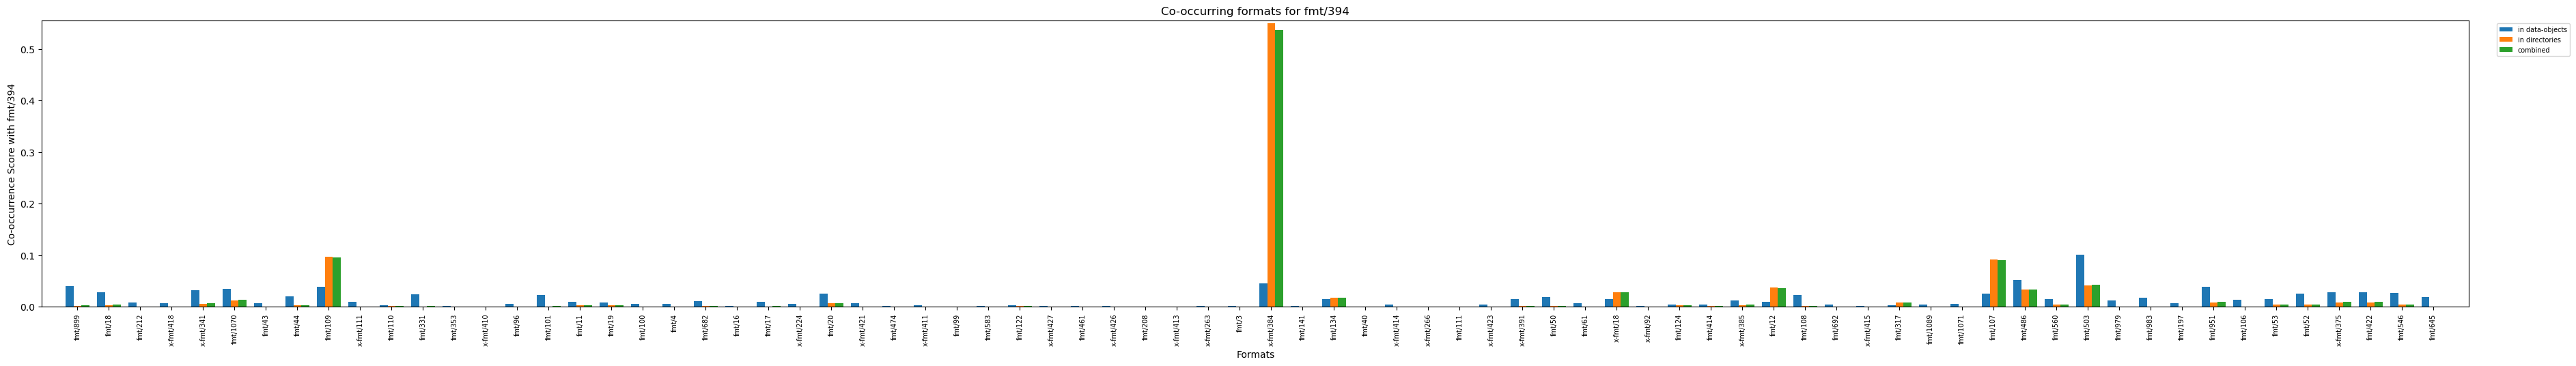 Co-occurring formats for fmt/394
Co-occurrence Score with fmt/394
0.5
0.4
0.3
0.2
0.1
0.0
in data-objects
in directories
combined
fmt/899
fmt/18
fmt/212
x-fmt/418
x-fmt/341
fmt/1070
fmt/43
fmt/44
fmt/109
x-fmt/111
fmt/110
fmt/331
fmt/353
x-fmt/410
fmt/96
fmt/101
fmt/11
fmt/19
fmt/100
fmt/4
fmt/682
fmt/16
fmt/17
x-fmt/224
fmt/20
x-fmt/421
fmt/474
x-fmt/411
fmt/99
fmt/583
fmt/122
x-fmt/427
fmt/461
x-fmt/426
fmt/208
x-fmt/413
x-fmt/263
fmt/3
x-fmt/384
fmt/141
fmt/134
fmt/40
x-fmt/414
x-fmt/266
fmt/111
x-fmt/423
x-fmt/391
fmt/50
fmt/61
x-fmt/18
x-fmt/92
fmt/124
fmt/414
x-fmt/385
fmt/12
fmt/108
fmt/692
x-fmt/415
fmt/317
fmt/1089
fmt/1071
fmt/107
fmt/486
fmt/560
fmt/503
fmt/979
fmt/983
fmt/197
fmt/951
fmt/106
fmt/53
fmt/52
x-fmt/375
fmt/422
fmt/546
fmt/645
Formats